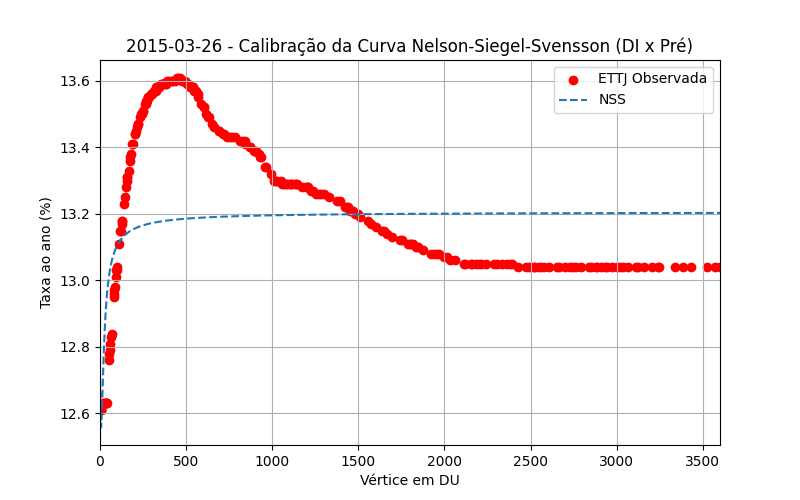 2015-03-26 - Calibração da Curva Nelson-Siegel-Svensson (DI x Pré)
ETTJ Observada
NSS
Taxa ao ano (%)
13.6
13.4
13.2
13.0
12.8
12.6
0 500 1000 1500 2000 2500 3000 3500
Vértice em DU